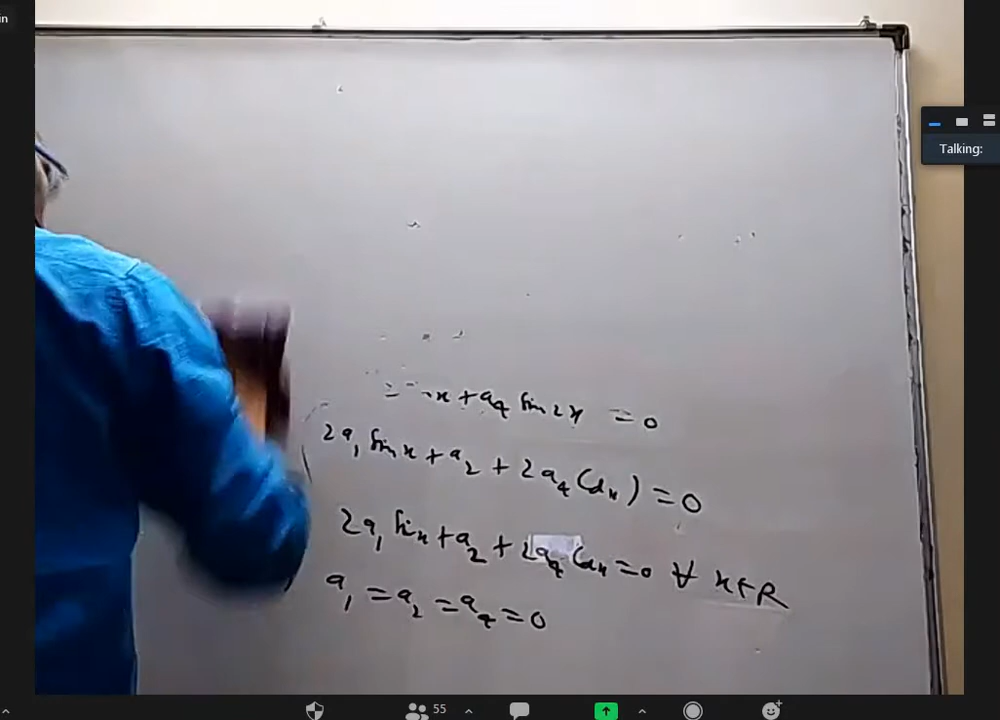 in
Talking:
x + a₄ sin 2x = 0
2a₁ sin x + a₂ + 2a₄ cos x) = 0
2a₁ sin x + a₂ + 2a₄ cos x = 0 ∀ x ∈ R
a₁ = a₂ = a₄ = 0
55